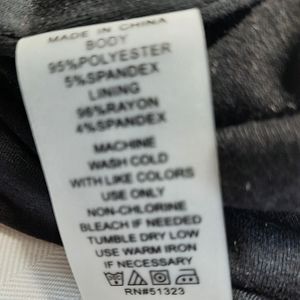 MADE IN CHINA
BODY
95%POLYESTER
5%SPANDEX
LINING
96%RAYON
4%SPANDEX
MACHINE
WASH COLD
WITH LIKE COLORS
USE ONLY
NON-CHLORINE
BLEACH IF NEEDED
TUMBLE DRY LOW
USE WARM IRON
IF NECESSARY
RN#51323